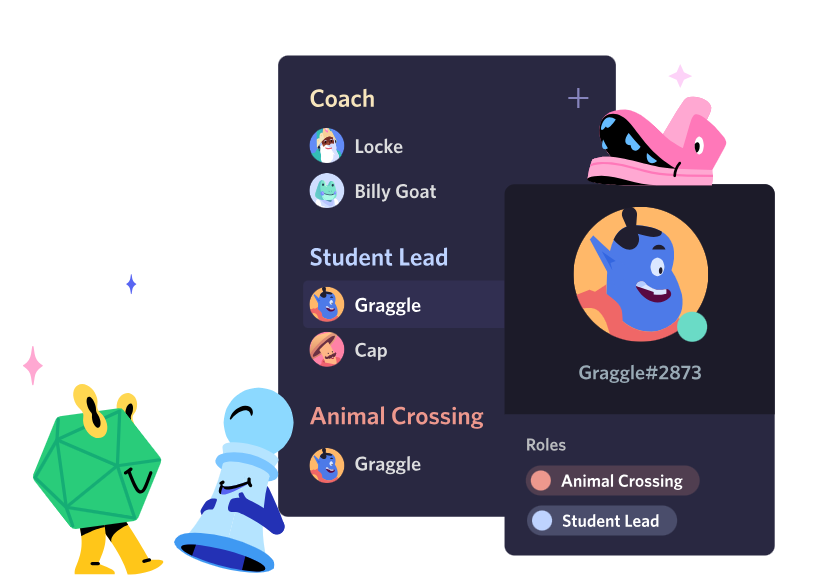 Coach
Locke
Billy Goat
Student Lead
Graggle
Cap
Animal Crossing
Graggle
Graggle#2873
Roles
Animal Crossing
Student Lead